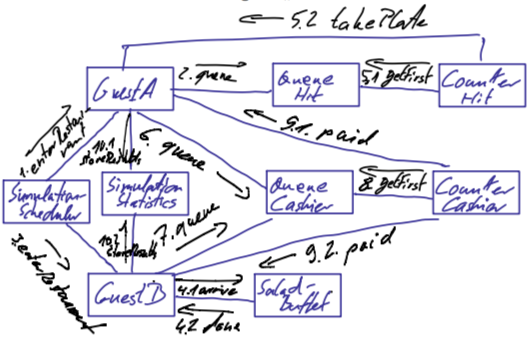 5.2 takePlate
2. queue
GuestA
Queue
Hit
5.1 getFirst
Counter
Hit
1. enterRestau-
rant
10.1
storeResults
6. queue
9.1. paid
Simulation
Scheduler
Simulation
Statistics
Queue
Cashier
8. getFirst
Counter
Cashier
10.2
storeResults
7. queue
3. enterRestaurant
9.2. paid
GuestB
4.1 arrive
4.2 done
Salad-
buffet